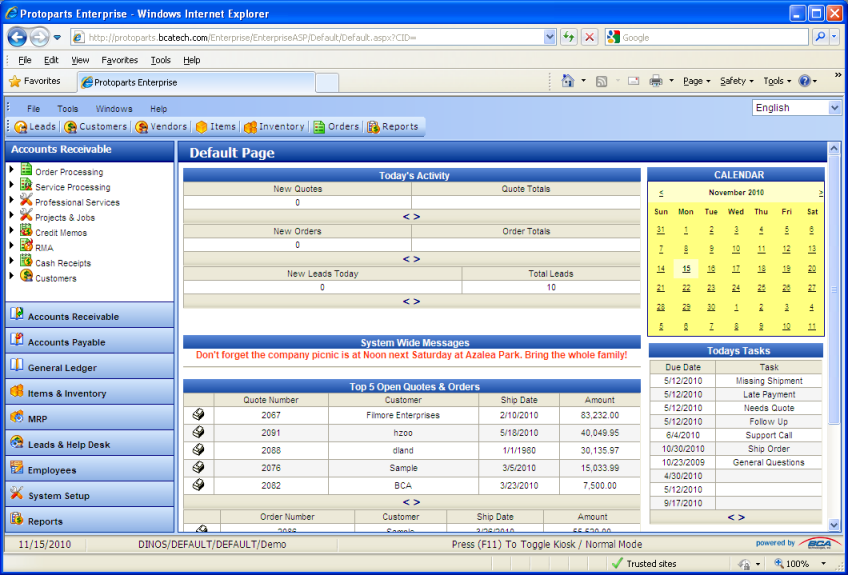 Protoparts Enterprise - Windows Internet Explorer
http://protoparts.bcatech.com/Enterprise/EnterpriseASP/Default/Default.aspx?CID=
Google
File Edit View Favorites Tools Help
Favorites Protoparts Enterprise Page Safety Tools
File Tools Windows Help English
Leads Customers Vendors Items Inventory Orders Reports
Accounts Receivable
Order Processing
Service Processing
Professional Services
Projects & Jobs
Credit Memos
RMA
Cash Receipts
Customers
Accounts Receivable
Accounts Payable
General Ledger
Items & Inventory
MRP
Leads & Help Desk
Employees
System Setup
Reports
Default Page
Today's Activity
New Quotes Quote Totals
0
< >
New Orders Order Totals
0
< >
New Leads Today Total Leads
0 10
< >
System Wide Messages
Don't forget the company picnic is at Noon next Saturday at Azalea Park. Bring the whole family!
Top 5 Open Quotes & Orders
Quote Number Customer Ship Date Amount
2067 Filmore Enterprises 2/10/2010 83,232.00
2091 hzoo 5/18/2010 40,049.95
2088 dland 1/1/1980 30,135.97
2076 Sample 3/5/2010 15,033.99
2082 BCA 3/23/2010 7,500.00
< >
Order Number Customer Ship Date Amount
CALENDAR
< November 2010 >
Sun Mon Tue Wed Thu Fri Sat
31 1 2 3 4 5 6
7 8 9 10 11 12 13
14 15 16 17 18 19 20
21 22 23 24 25 26 27
28 29 30 1 2 3 4
5 6 7 8 9 10 11
Todays Tasks
Due Date Task
5/12/2010 Missing Shipment
5/12/2010 Late Payment
5/12/2010 Needs Quote
5/12/2010 Follow Up
6/4/2010 Support Call
10/30/2010 Ship Order
10/23/2009 General Questions
4/30/2010
5/12/2010
9/17/2010
< >
11/15/2010 DINOS/DEFAULT/DEFAULT/Demo Press (F11) To Toggle Kiosk / Normal Mode powered by BCA
Trusted sites 100%